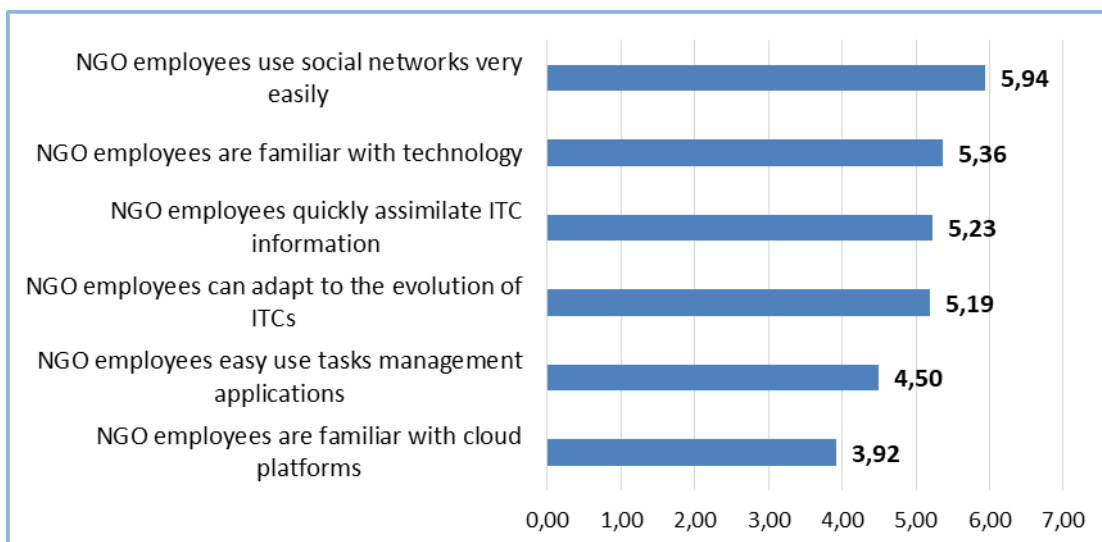 NGO employees use social networks very
easily
5,94
NGO employees are familiar with technology
5,36
NGO employees quickly assimilate ITC
information
5,23
NGO employees can adapt to the evolution of
ITCs
5,19
NGO employees easy use tasks management
applications
4,50
NGO employees are familiar with cloud
platforms
3,92
0,00 1,00 2,00 3,00 4,00 5,00 6,00 7,00